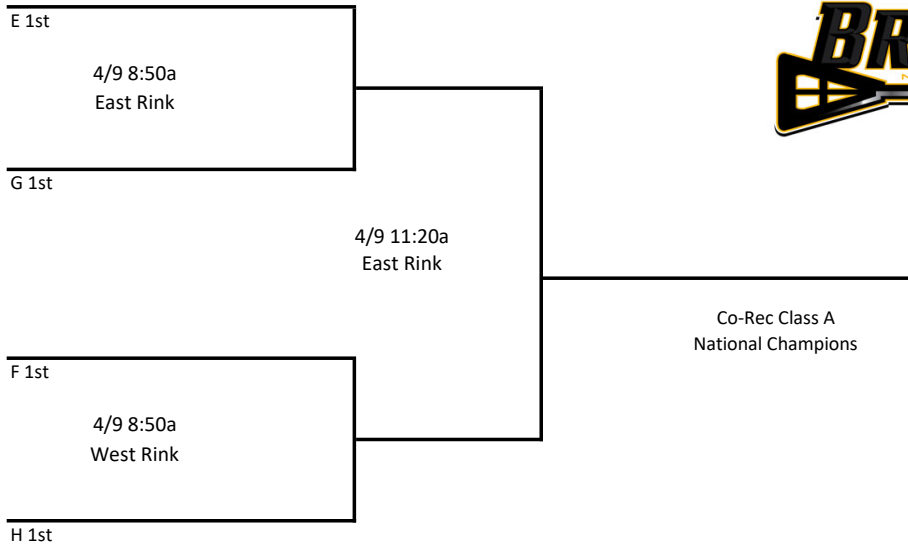 E 1st
4/9 8:50a
East Rink
G 1st
4/9 11:20a
East Rink
Co-Rec Class A
National Champions
F 1st
4/9 8:50a
West Rink
H 1st